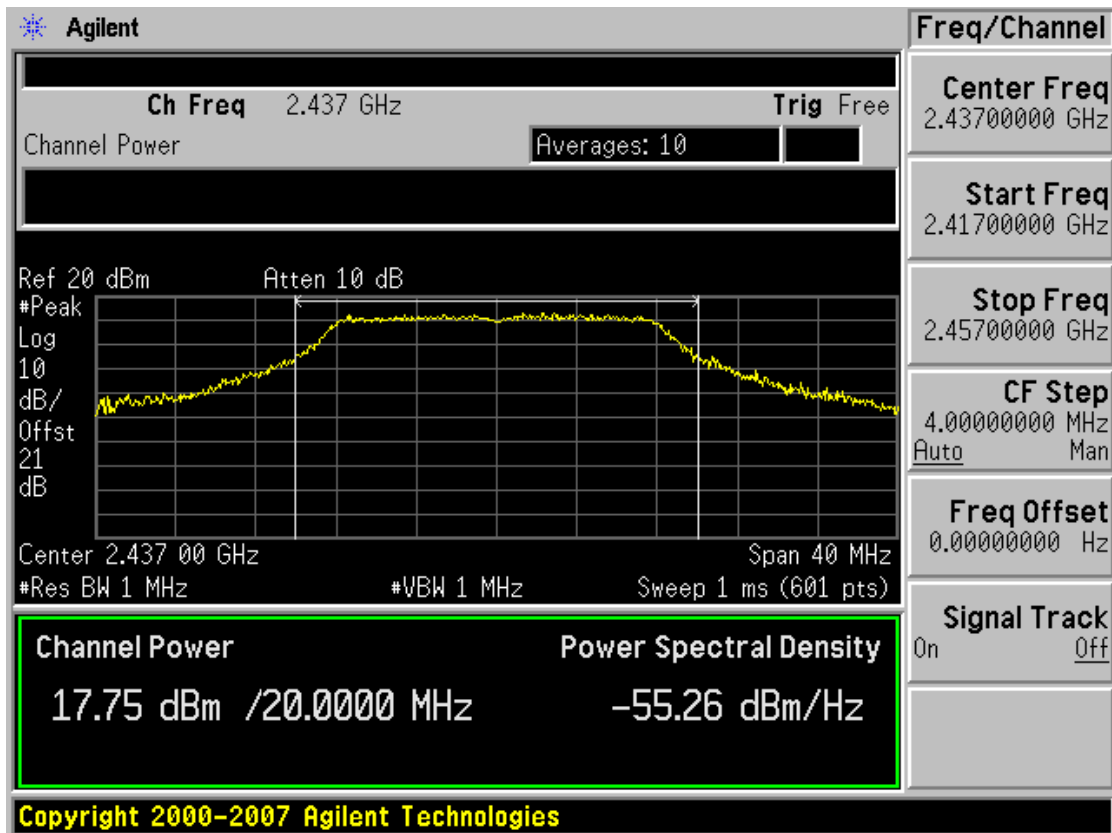 Agilent
Freq/Channel
Ch Freq 2.437 GHz Trig Free
Channel Power Averages: 10
Ref 20 dBm Atten 10 dB
#Peak
Log
10
dB/
Offst
21
dB
Center 2.437 00 GHz Span 40 MHz
#Res BW 1 MHz #VBW 1 MHz Sweep 1 ms (601 pts)
Channel Power Power Spectral Density
17.75 dBm /20.0000 MHz -55.26 dBm/Hz
Center Freq
2.43700000 GHz
Start Freq
2.41700000 GHz
Stop Freq
2.45700000 GHz
CF Step
4.00000000 MHz
Auto Man
Freq Offset
0.00000000 Hz
Signal Track
On Off
Copyright 2000-2007 Agilent Technologies